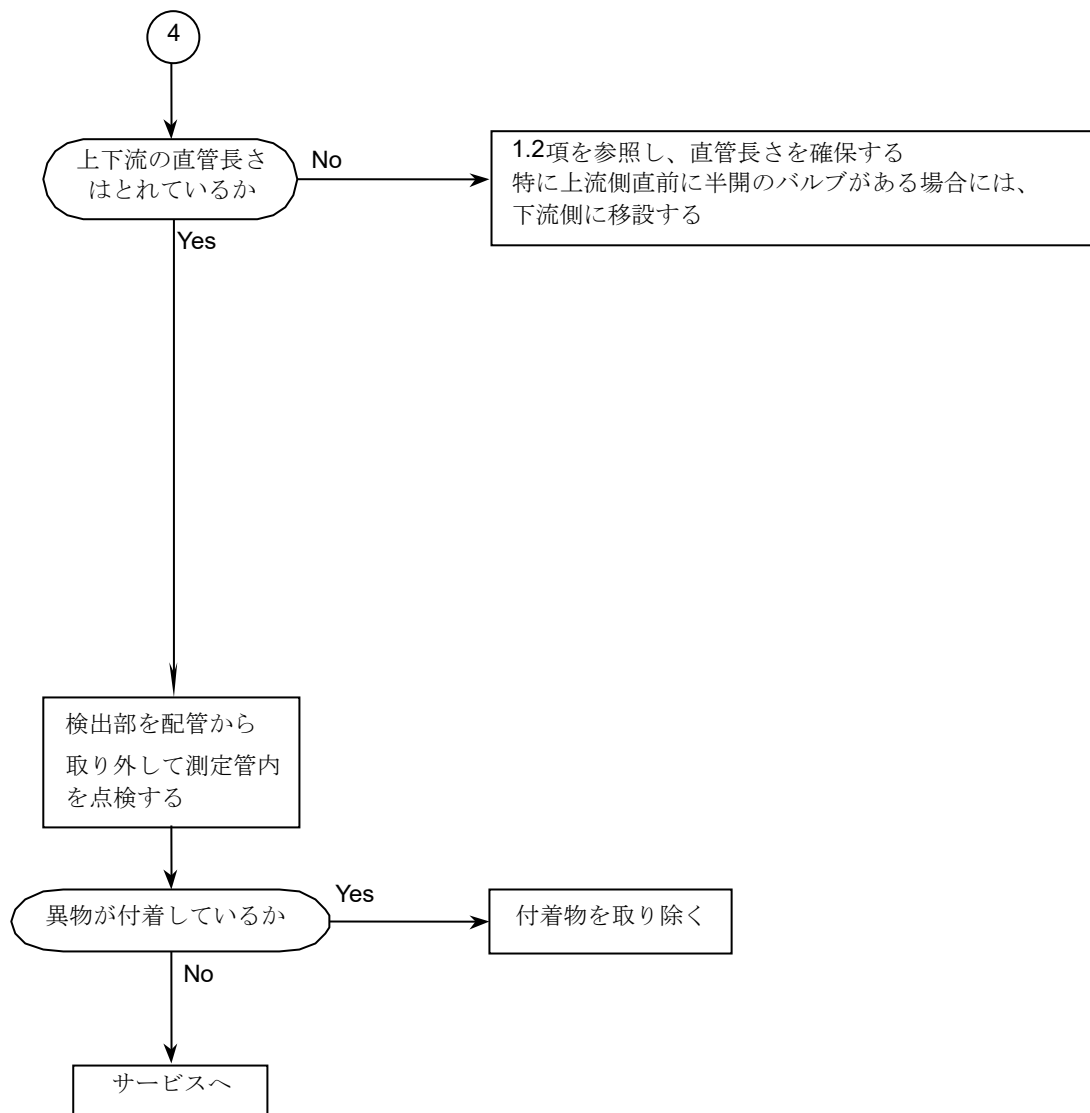 4
上下流の直管長さ
はとれているか
No
1.2項を参照し、直管長さを確保する
特に上流側直前に半開のバルブがある場合には、
下流側に移設する
Yes
検出部を配管から
取り外して測定管内
を点検する
異物が付着しているか
Yes
付着物を取り除く
No
サービスへ